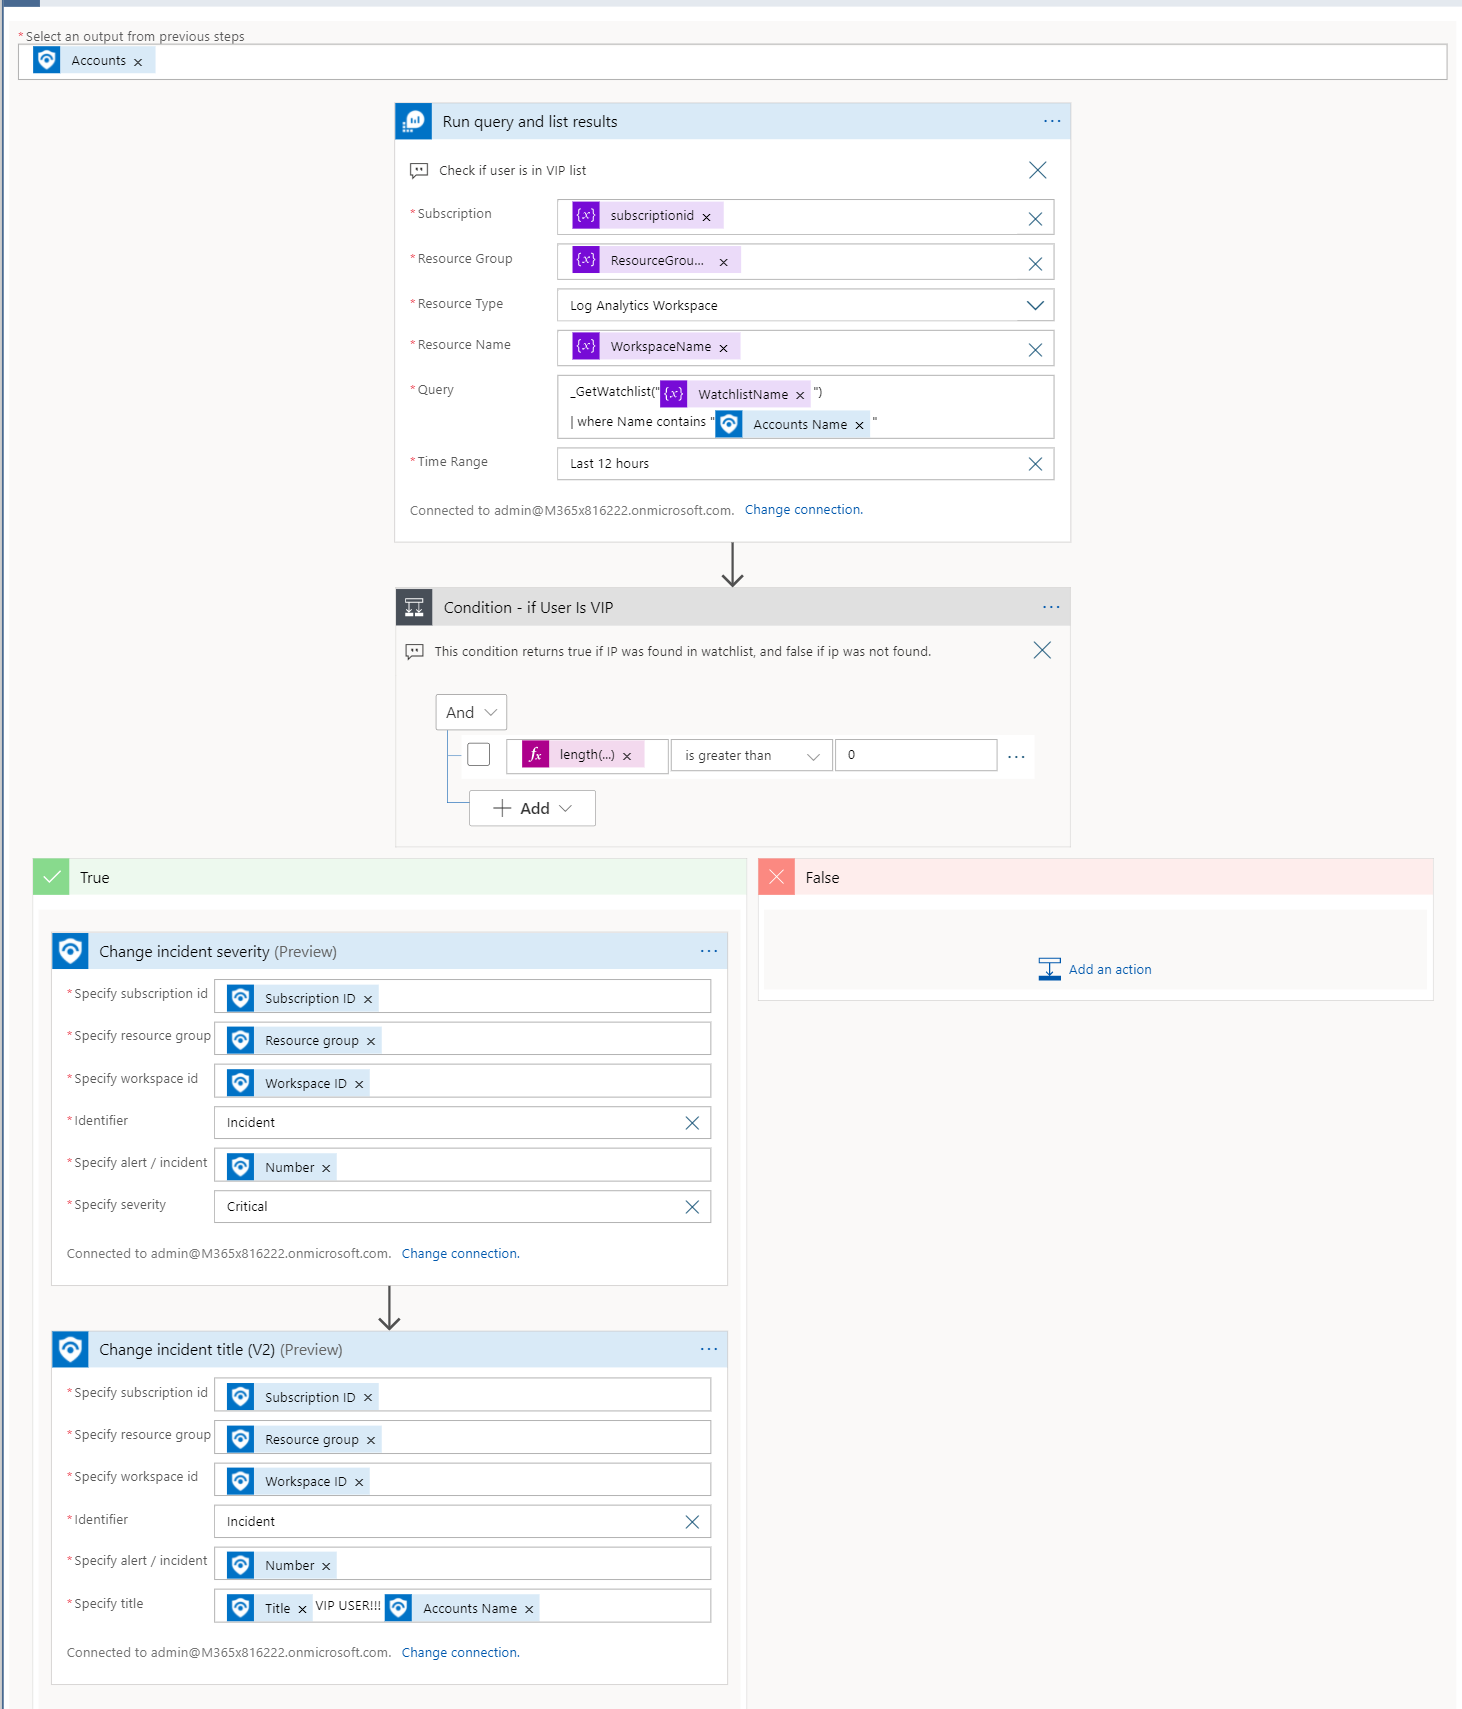 * Select an output from previous steps
Accounts ×
Run query and list results ...
Check if user is in VIP list
* Subscription {x} subscriptionid ×
* Resource Group {x} ResourceGrou... ×
* Resource Type Log Analytics Workspace
* Resource Name {x} WorkspaceName ×
* Query _GetWatchlist("{x} WatchlistName × ")
| where Name contains " Accounts Name × "
* Time Range Last 12 hours
Connected to admin@M365x816222.onmicrosoft.com. Change connection.
Condition - if User Is VIP ...
This condition returns true if IP was found in watchlist, and false if ip was not found.
And
fx length(...) × is greater than 0 ...
+ Add
True
False
Add an action
Change incident severity (Preview) ...
* Specify subscription id Subscription ID ×
* Specify resource group Resource group ×
* Specify workspace id Workspace ID ×
* Identifier Incident
* Specify alert / incident Number ×
* Specify severity Critical
Connected to admin@M365x816222.onmicrosoft.com. Change connection.
Change incident title (V2) (Preview) ...
* Specify subscription id Subscription ID ×
* Specify resource group Resource group ×
* Specify workspace id Workspace ID ×
* Identifier Incident
* Specify alert / incident Number ×
* Specify title Title × VIP USER!!! Accounts Name ×
Connected to admin@M365x816222.onmicrosoft.com. Change connection.